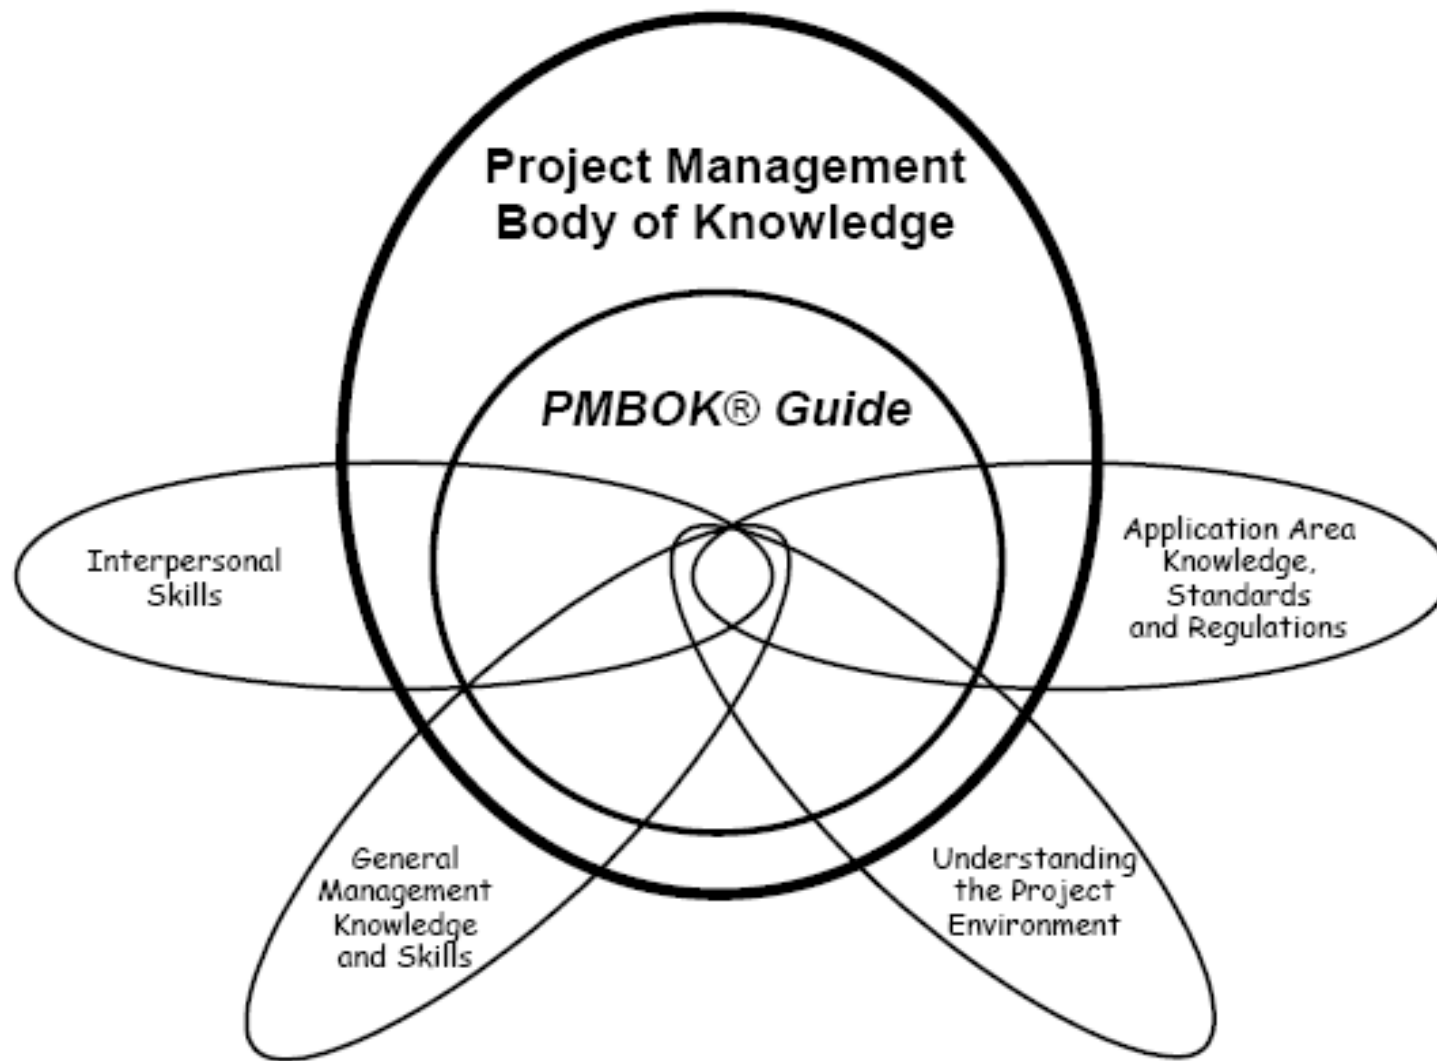 Project Management
Body of Knowledge
PMBOK® Guide
Interpersonal
Skills
Application Area
Knowledge,
Standards
and Regulations
General
Management
Knowledge
and Skills
Understanding
the Project
Environment